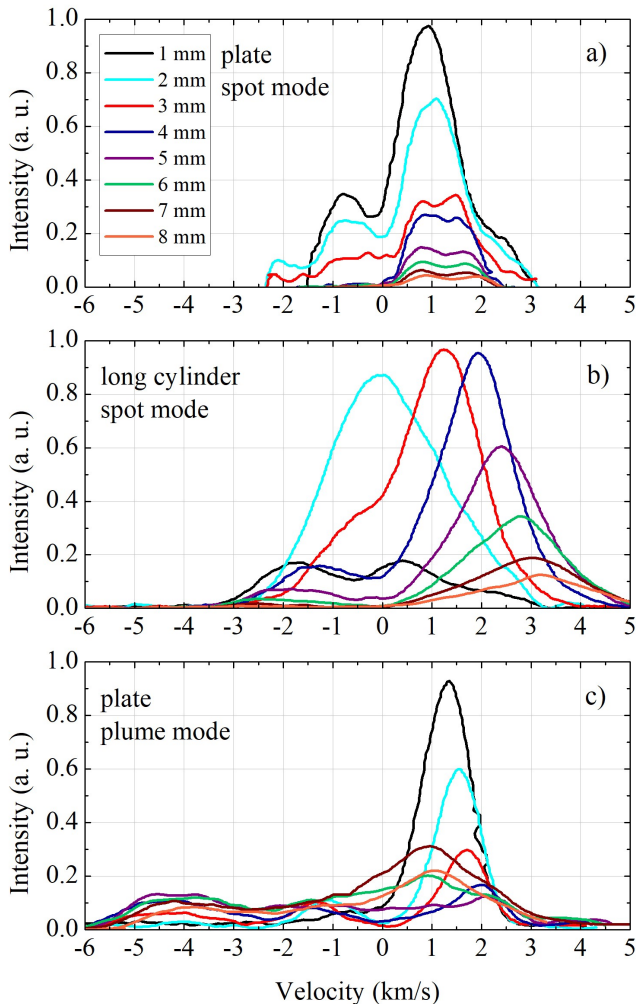 1.0
0.8
0.6
0.4
0.2
0.0
Intensity (a. u.)
1 mm
2 mm
3 mm
4 mm
5 mm
6 mm
7 mm
8 mm
plate
spot mode
a)
-6 -5 -4 -3 -2 -1 0 1 2 3 4 5
1.0
0.8
0.6
0.4
0.2
0.0
Intensity (a. u.)
long cylinder
spot mode
b)
-6 -5 -4 -3 -2 -1 0 1 2 3 4 5
1.0
0.8
0.6
0.4
0.2
0.0
Intensity (a. u.)
plate
plume mode
c)
-6 -5 -4 -3 -2 -1 0 1 2 3 4 5
Velocity (km/s)